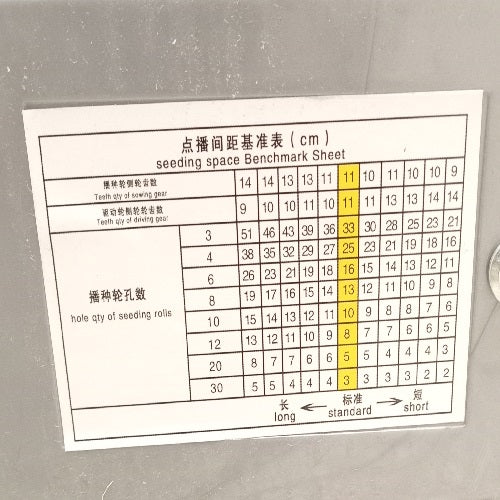 点播间距基准表（cm）
seeding space Benchmark Sheet
播种轮侧轮齿数 14 14 13 13 11 11 10 11 10 10 9
Teeth qty of sowing gear
驱动轮侧轮齿数 9 10 10 11 10 11 11 13 13 14 14
Teeth qty of driving gear
3 51 46 43 39 36 33 30 28 25 23 21
4 38 35 32 29 27 25 23 21 19 18 16
6 26 23 21 19 18 16 15 14 13 12 11
播种轮孔数
hole qty of seeding rolls
8 19 17 16 15 14 13 12 11 10 9 8
10 15 14 13 12 11 10 9 8 8 7 6
12 13 12 11 10 9 8 7 7 6 6 5
20 8 7 7 6 6 5 5 4 4 4 3
30 5 5 4 4 4 3 3 3 3 2 2
长 ← 标准 → 短
long standard short